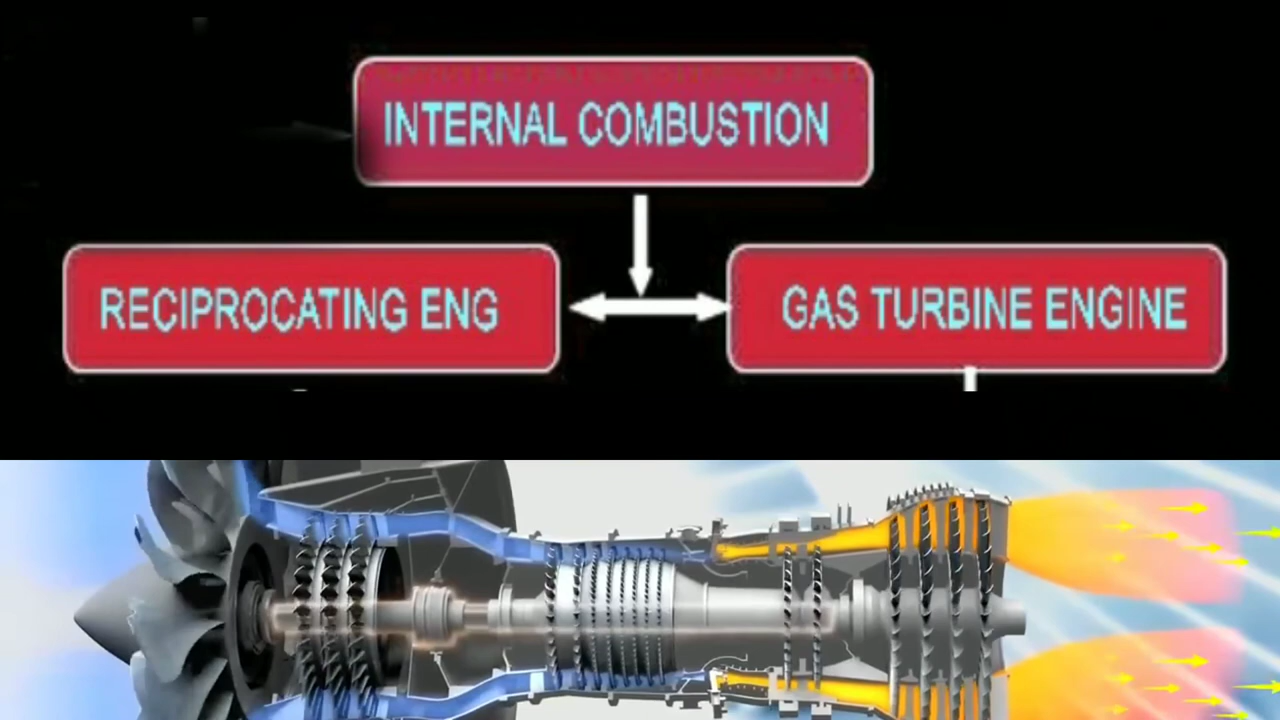 INTERNAL COMBUSTION
RECIPROCATING ENG
GAS TURBINE ENGINE